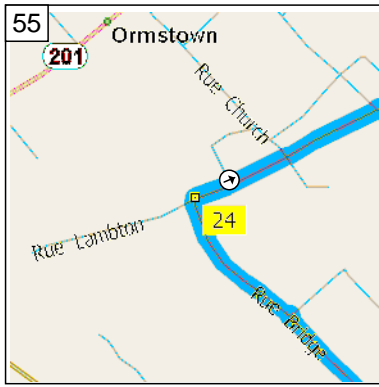 55
Ormstown
201
Rue Church
24
Rue Lambton
Rue Bridge